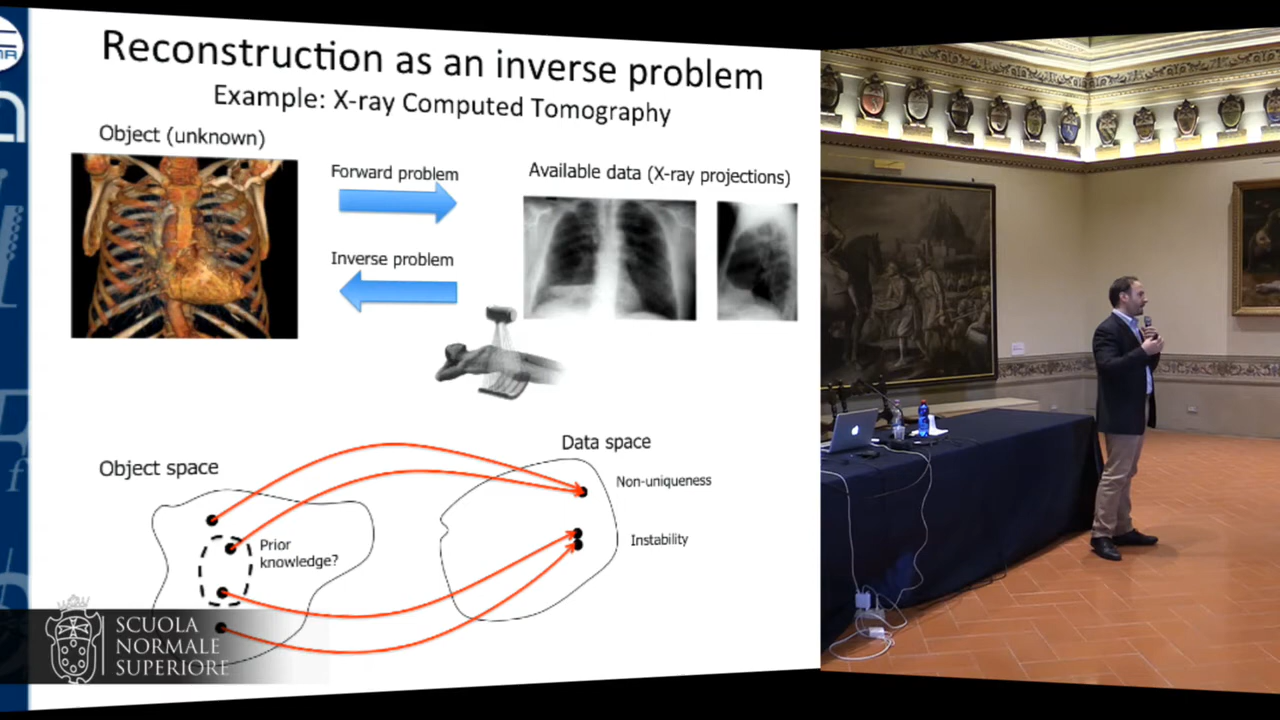 Reconstruction as an inverse problem
Example: X-ray Computed Tomography
Object (unknown)
Forward problem
Available data (X-ray projections)
Inverse problem
Data space
Object space
Non-uniqueness
Prior
knowledge?
Instability
SCUOLA
NORMALE
SUPERIORE